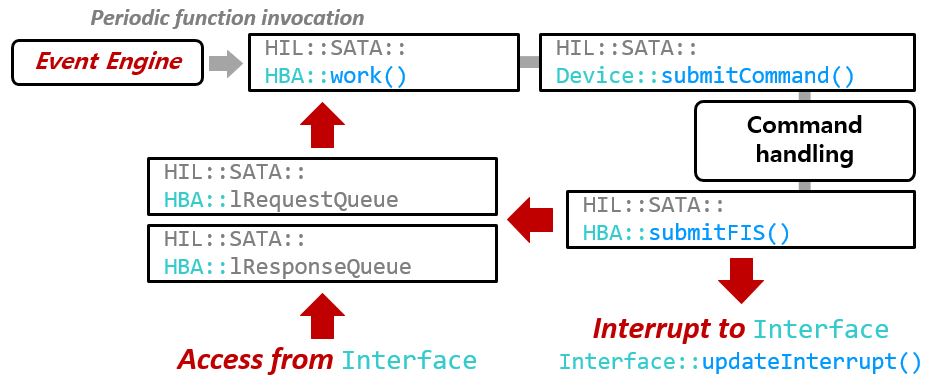 Periodic function invocation
Event Engine
HIL::SATA::
HBA::work()
HIL::SATA::
Device::submitCommand()
Command
handling
HIL::SATA::
HBA::lRequestQueue
HIL::SATA::
HBA::submitFIS()
HIL::SATA::
HBA::lResponseQueue
Access from Interface
Interrupt to Interface
Interface::updateInterrupt()